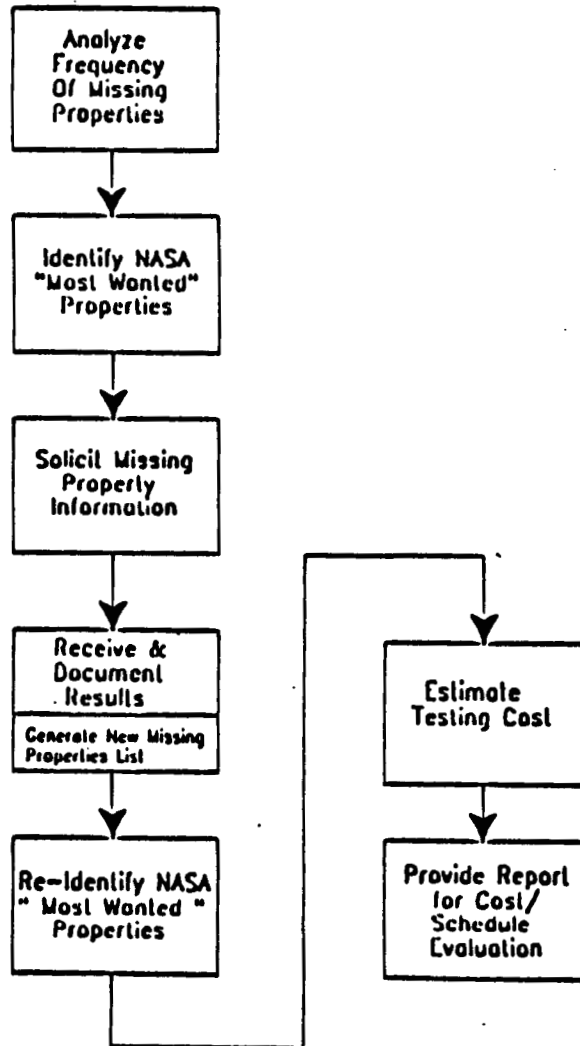 Analyze
Frequency
Of Missing
Properties
Identify NASA
"Most Wanted"
Properties
Solicit Missing
Property
Information
Receive &
Document
Results
Generate New Missing
Properties List
Re-Identify NASA
" Most Wanted "
Properties
Estimate
Testing Cost
Provide Report
for Cost/
Schedule
Evaluation